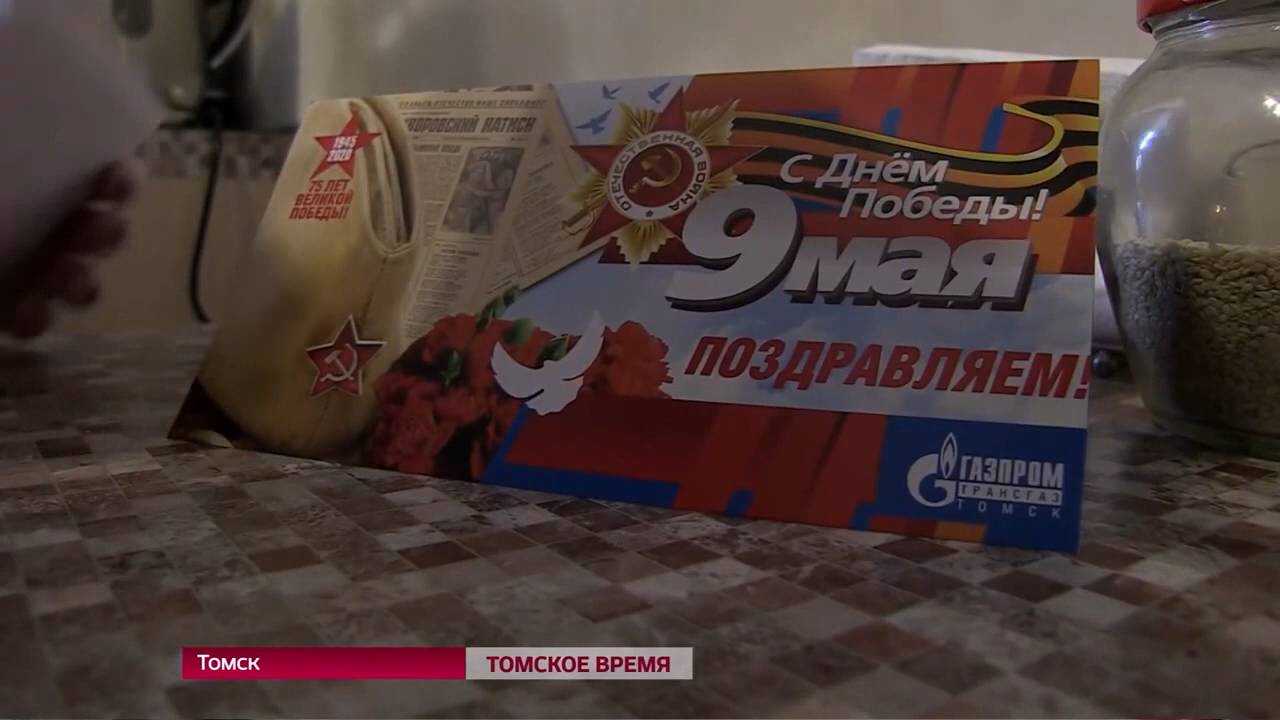 1945
2020
75 ЛЕТ
ВЕЛИКОЙ
ПОБЕДЫ!
ОТЕЧЕСТВЕННАЯ ВОЙНА
С Днём
Победы!
9 мая
ПОЗДРАВЛЯЕМ!
ГАЗПРОМ
ТРАНСГАЗ
ТОМСК
Томск
ТОМСКОЕ ВРЕМЯ